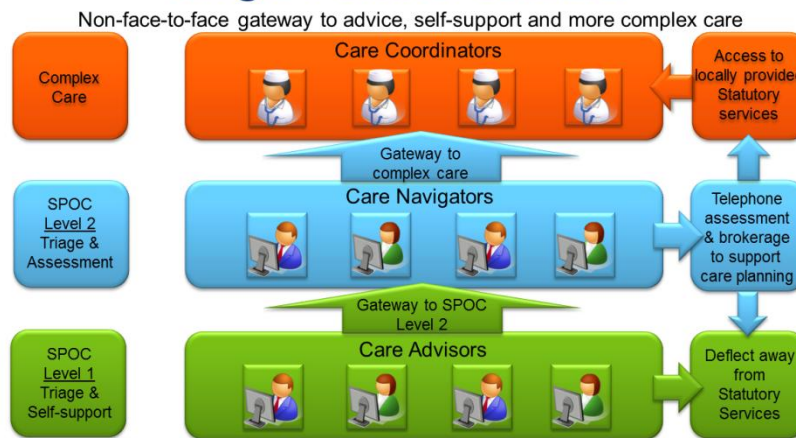 Non-face-to-face gateway to advice, self-support and more complex care
Complex
Care
Care Coordinators
Access to
locally provided
Statutory
services
Gateway to
complex care
SPOC
Level 2
Triage &
Assessment
Care Navigators
Telephone
assessment
& brokerage
to support
care planning
Gateway to SPOC
Level 2
SPOC
Level 1
Triage &
Self-support
Care Advisors
Deflect away
from
Statutory
Services